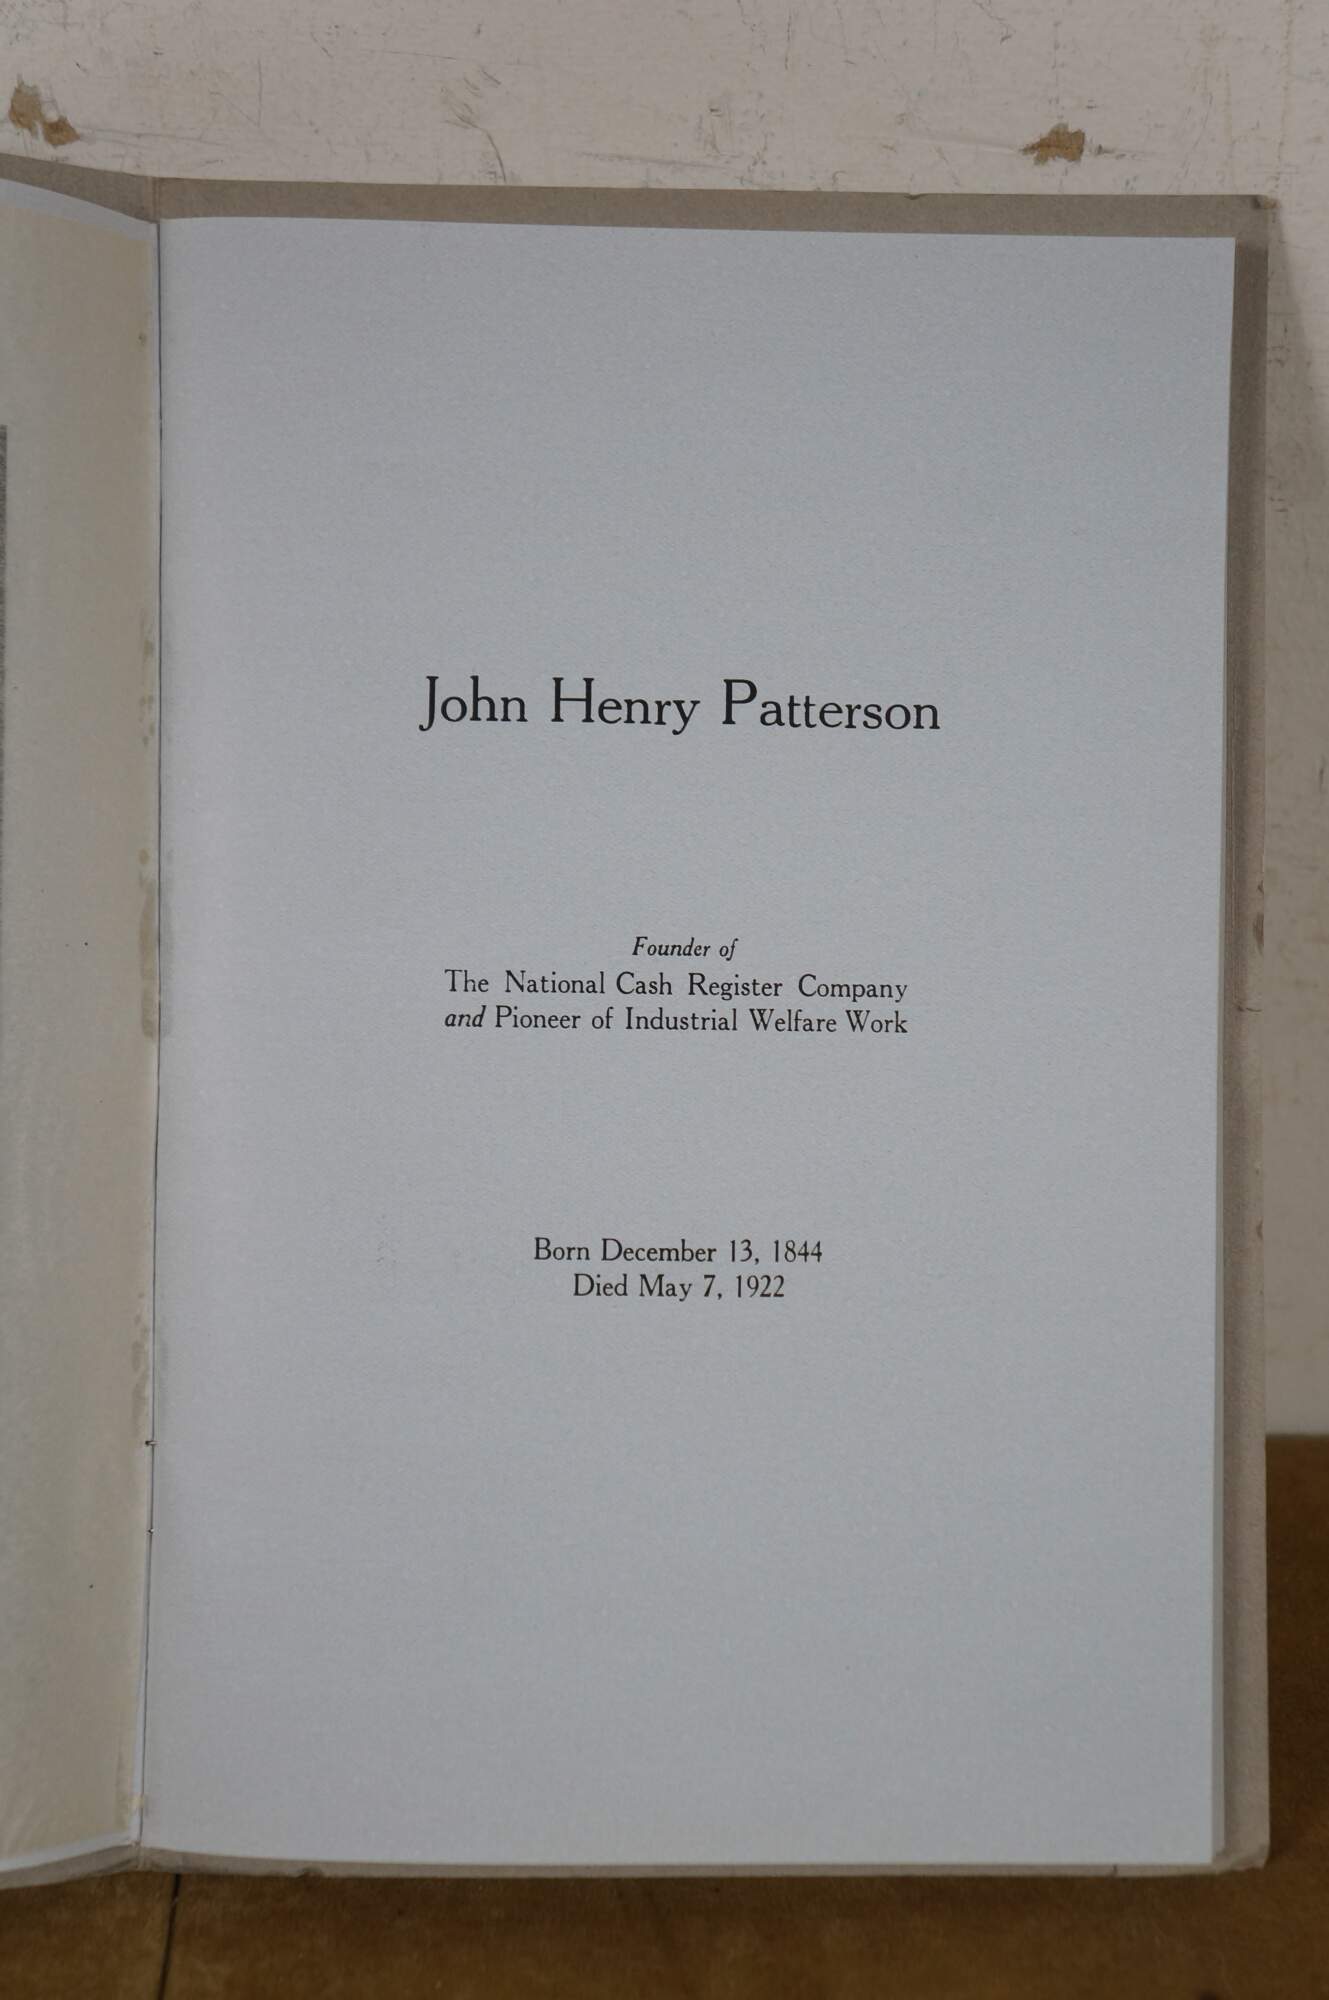 John Henry Patterson
Founder of
The National Cash Register Company
and Pioneer of Industrial Welfare Work
Born December 13, 1844
Died May 7, 1922